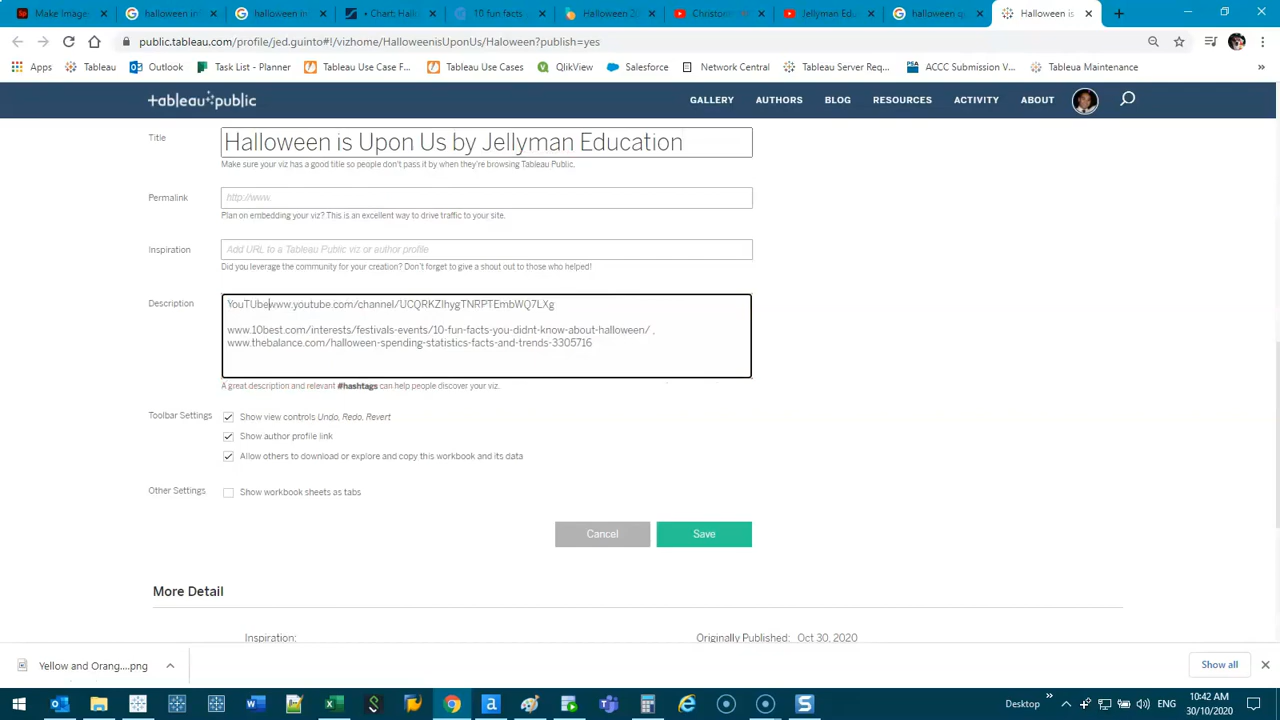 Make Image:
halloween in
halloween in
• Chart: Hall
10 fun facts
Halloween 2
Christo
Jellyman Edu
halloween q
Halloween is
public.tableau.com/profile/jed.guinto#!/vizhome/HalloweenisUponUs/Haloween?publish=yes
Apps
Tableau
Outlook
Task List - Planner
Tableau Use Case F...
Tableau Use Cases
QlikView
Salesforce
Network Central
Tableau Server Req...
ACCC Submission V...
Tableua Maintenance
»
tableau public
GALLERY
AUTHORS
BLOG
RESOURCES
ACTIVITY
ABOUT
Title
Halloween is Upon Us by Jellyman Education
Make sure your viz has a good title so people don't pass it by when they're browsing Tableau Public.
Permalink
http://www.
Plan on embedding your viz? This is an excellent way to drive traffic to your site.
Inspiration
Add URL to a Tableau Public viz or author profile
Did you leverage the community for your creation? Don't forget to give a shout out to those who helped!
Description
YouTUbewww.youtube.com/channel/UCQRKZIhygTNRPTEmbWQ7LXg
www.10best.com/interests/festivals-events/10-fun-facts-you-didnt-know-about-halloween/ ,
www.thebalance.com/halloween-spending-statistics-facts-and-trends-3305716
A great description and relevant #hashtags can help people discover your viz.
Toolbar Settings
Show view controls Undo, Redo, Revert
Show author profile link
Allow others to download or explore and copy this workbook and its data
Other Settings
Show workbook sheets as tabs
Cancel
Save
More Detail
Inspiration:
Originally Published: Oct 30, 2020
Yellow and Orang....png
Show all
Desktop
»
ENG
10:42 AM
30/10/2020